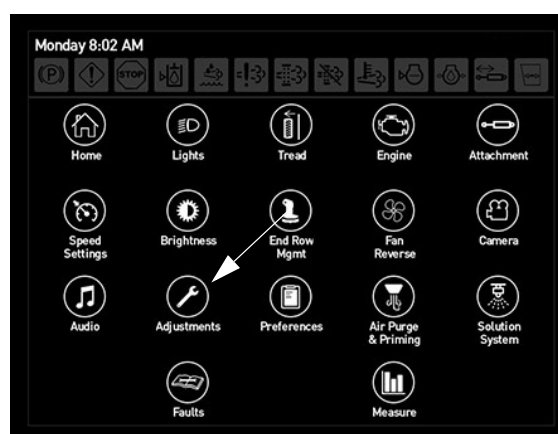 Monday 8:02 AM
(P)
STOP
Home Lights Tread Engine Attachment
Speed Settings Brightness End Row Mgmt Fan Reverse Camera
Audio Adjustments Preferences Air Purge & Priming Solution System
Faults Measure